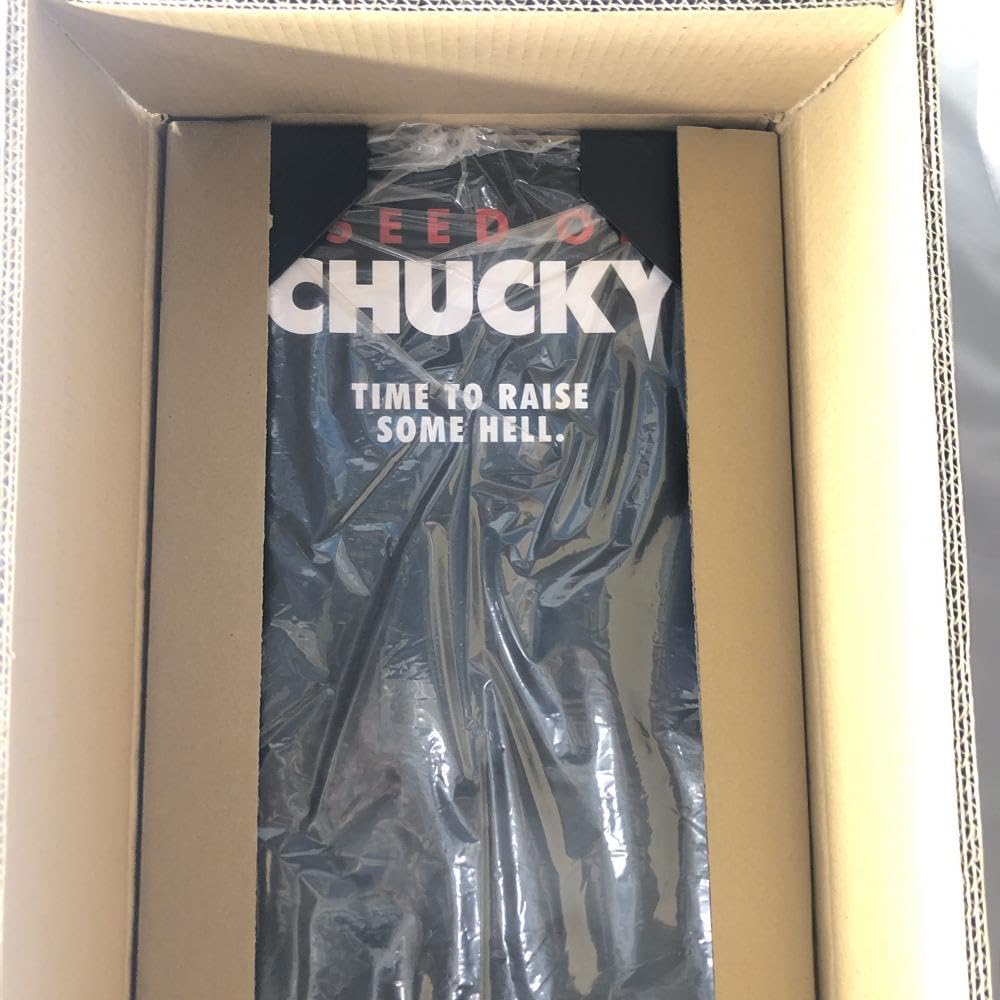 SEED O
CHUCKY
TIME TO RAISE
SOME HELL.